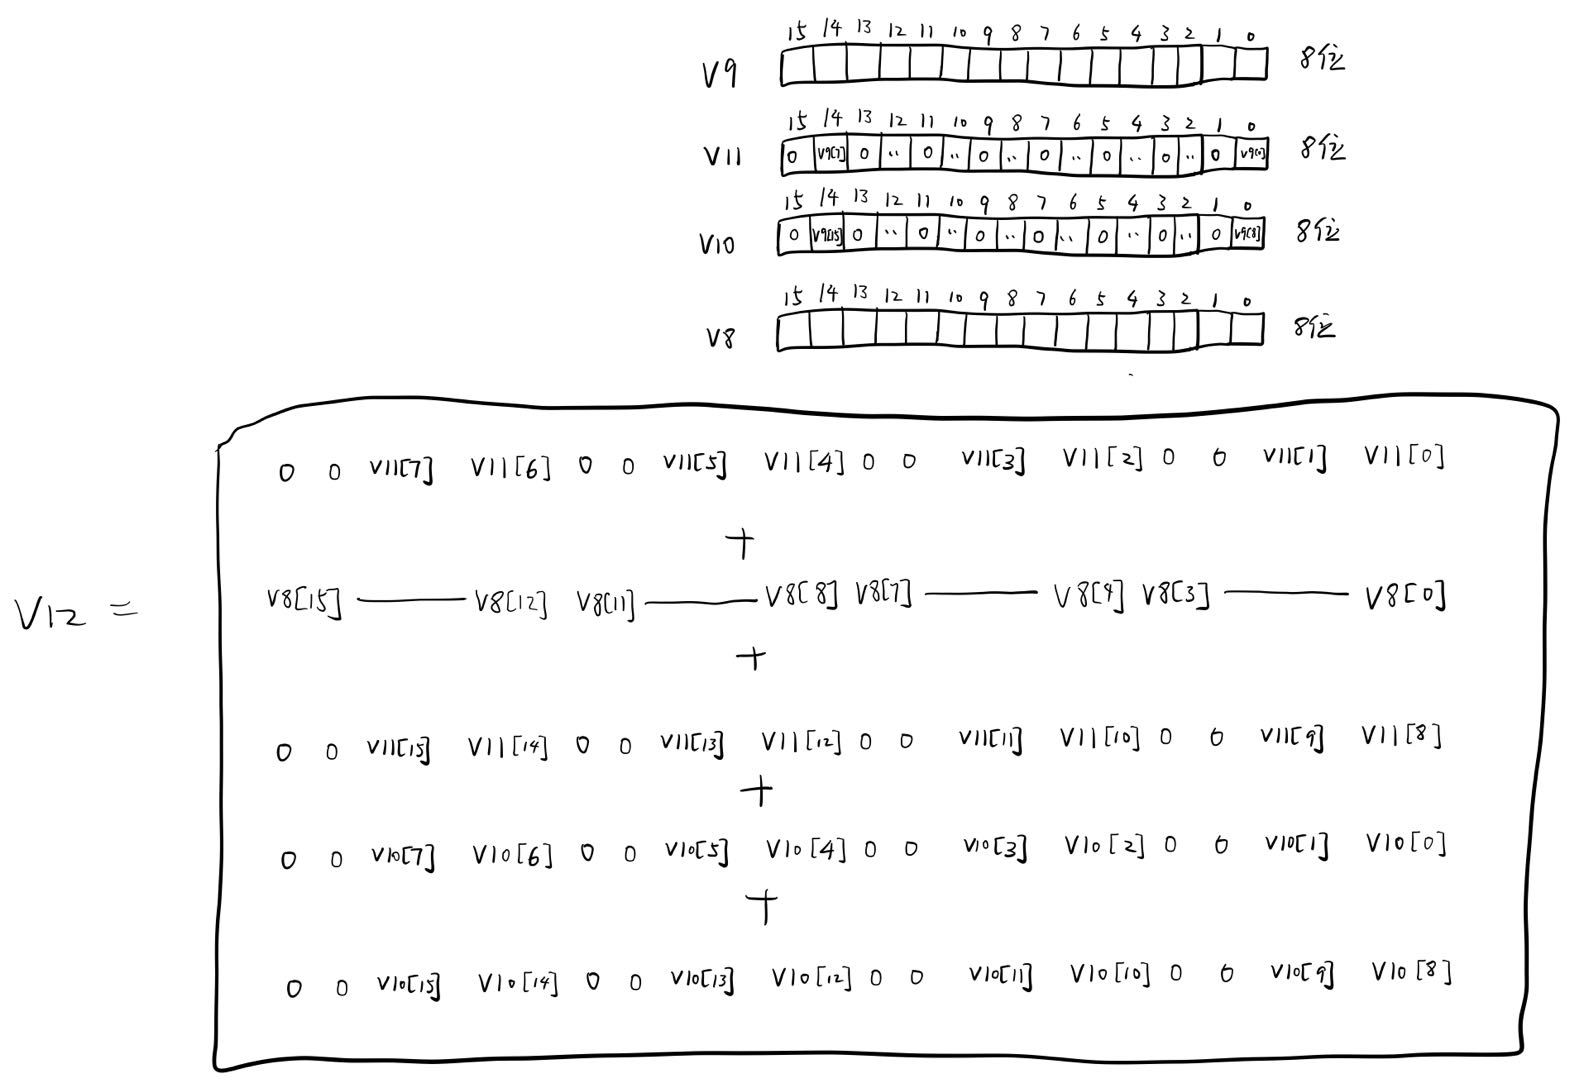 15 14 13 12 11 10 9 8 7 6 5 4 3 2 1 0
V9 8位
15 14 13 12 11 10 9 8 7 6 5 4 3 2 1 0
V11 0 V9[7] 0 .. 0 .. 0 .. 0 .. 0 .. 0 .. 0 V9[0] 8位
15 14 13 12 11 10 9 8 7 6 5 4 3 2 1 0
V10 0 V9[15] 0 .. 0 .. 0 .. 0 .. 0 .. 0 .. 0 V9[8] 8位
15 14 13 12 11 10 9 8 7 6 5 4 3 2 1 0
V8 8位
0 0 V11[7] V11[6] 0 0 V11[5] V11[4] 0 0 V11[3] V11[2] 0 0 V11[1] V11[0]
+
V12 = V8[15] — V8[12] V8[11] — V8[8] V8[7] — V8[4] V8[3] — V8[0]
+
0 0 V11[15] V11[14] 0 0 V11[13] V11[12] 0 0 V11[11] V11[10] 0 0 V11[9] V11[8]
+
0 0 V10[7] V10[6] 0 0 V10[5] V10[4] 0 0 V10[3] V10[2] 0 0 V10[1] V10[0]
+
0 0 V10[15] V10[14] 0 0 V10[13] V10[12] 0 0 V10[11] V10[10] 0 0 V10[9] V10[8]